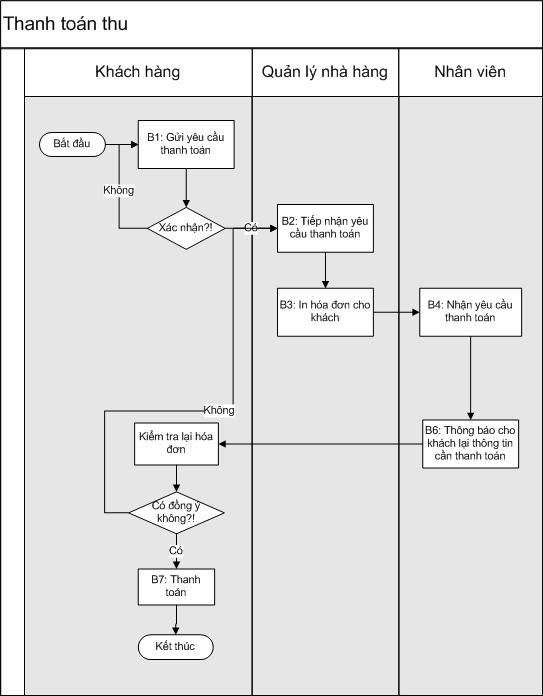 Thanh toán thu
Khách hàng
Quản lý nhà hàng
Nhân viên
Bắt đầu
B1: Gửi yêu cầu
thanh toán
Không
Xác nhận?!
Có
B2: Tiếp nhận yêu
cầu thanh toán
B3: In hóa đơn cho
khách
B4: Nhận yêu cầu
thanh toán
Không
Kiểm tra lại hóa
đơn
B6: Thông báo cho
khách lại thông tin
cần thanh toán
Có đồng ý
không?!
Có
B7: Thanh
toán
Kết thúc